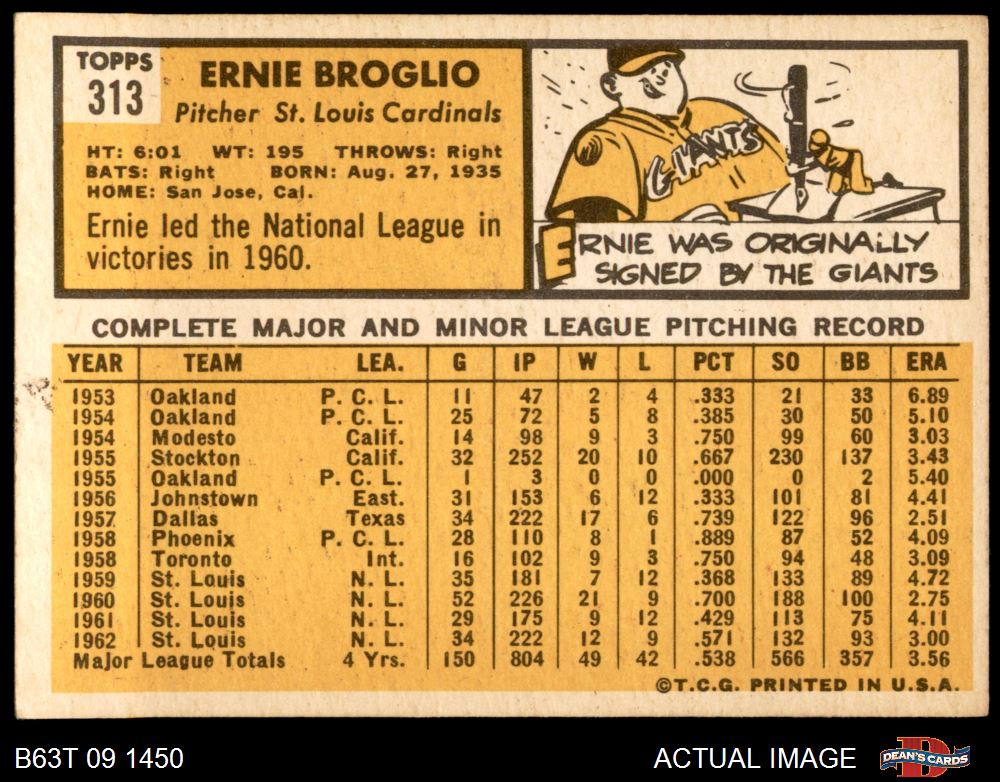 TOPPS
313
ERNIE BROGLIO
Pitcher St. Louis Cardinals
HT: 6:01 WT: 195 THROWS: Right
BATS: Right BORN: Aug. 27, 1935
HOME: San Jose, Cal.
Ernie led the National League in
victories in 1960.
GIANTS
ERNIE WAS ORIGINALLY
SIGNED BY THE GIANTS
COMPLETE MAJOR AND MINOR LEAGUE PITCHING RECORD
YEAR TEAM LEA. G IP W L PCT SO BB ERA
1953 Oakland P. C. L. 11 47 2 4 .333 21 33 6.89
1954 Oakland P. C. L. 25 72 5 8 .385 30 50 5.10
1954 Modesto Calif. 14 98 9 3 .750 99 60 3.03
1955 Stockton Calif. 32 252 20 10 .667 230 137 3.43
1955 Oakland P. C. L. 1 3 0 0 .000 0 2 5.40
1956 Johnstown East. 31 153 6 12 .333 101 81 4.41
1957 Dallas Texas 34 222 17 6 .739 122 96 2.51
1958 Phoenix P. C. L. 28 110 8 1 .889 87 52 4.09
1958 Toronto Int. 16 102 9 3 .750 94 48 3.09
1959 St. Louis N. L. 35 181 7 12 .368 133 89 4.72
1960 St. Louis N. L. 52 226 21 9 .700 188 100 2.75
1961 St. Louis N. L. 29 175 9 12 .429 113 75 4.11
1962 St. Louis N. L. 34 222 12 9 .571 132 93 3.00
Major League Totals 4 Yrs. 150 804 49 42 .538 566 357 3.56
©T.C.G. PRINTED IN U.S.A.
B63T 09 1450
ACTUAL IMAGE
DEAN'S CARDS